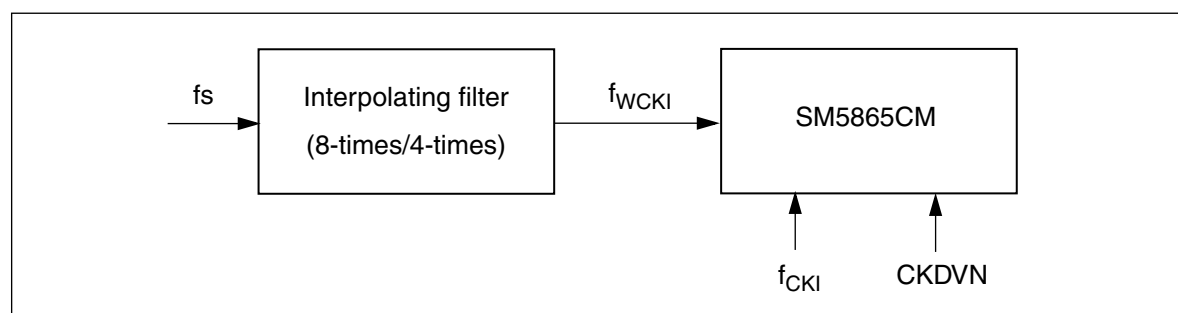 fs
Interpolating filter
(8-times/4-times)
fWCKI
SM5865CM
fCKI
CKDVN